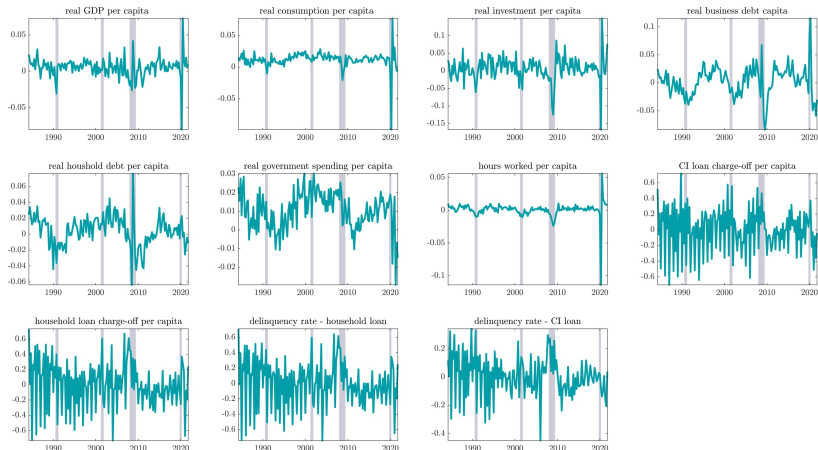 real GDP per capita
0.05
0
-0.05
1990 2000 2010 2020
real consumption per capita
0.05
0
-0.05
1990 2000 2010 2020
real investment per capita
0.15
0.1
0.05
0
-0.05
-0.1
-0.15
1990 2000 2010 2020
real business debt capita
0.1
0.05
0
-0.05
1990 2000 2010 2020
real houshold debt per capita
0.06
0.04
0.02
0
-0.02
-0.04
-0.06
1990 2000 2010 2020
real government spending per capita
0.03
0.02
0.01
0
-0.01
-0.02
1990 2000 2010 2020
hours worked per capita
0.05
0
-0.05
-0.1
1990 2000 2010 2020
CI loan charge-off per capita
0.6
0.4
0.2
0
-0.2
-0.4
-0.6
1990 2000 2010 2020
household loan charge-off per capita
0.6
0.4
0.2
0
-0.2
-0.4
-0.6
1990 2000 2010 2020
delinquency rate - household loan
0.6
0.4
0.2
0
-0.2
-0.4
-0.6
1990 2000 2010 2020
delinquency rate - CI loan
0.2
0
-0.2
-0.4
1990 2000 2010 2020